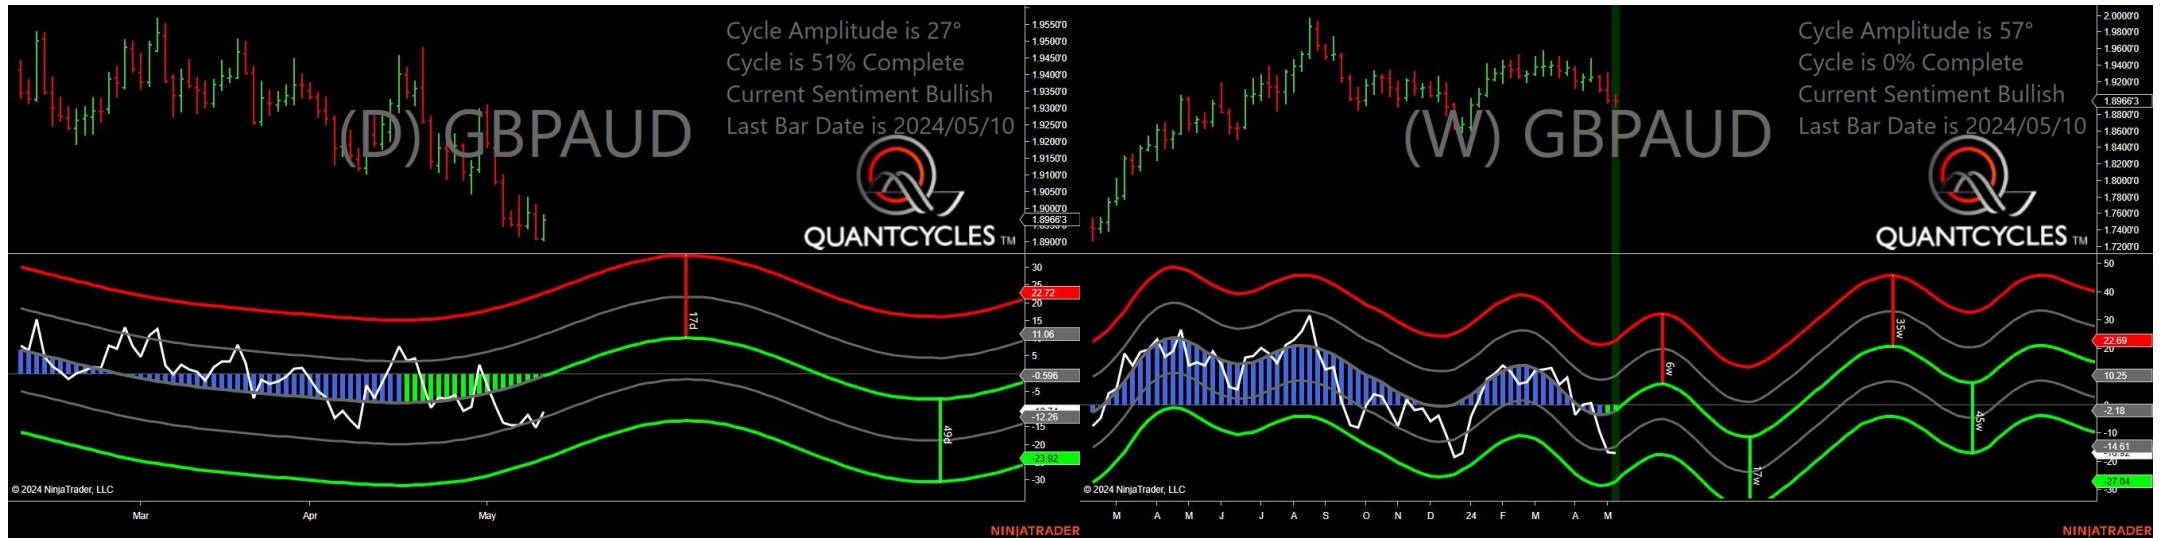 Cycle Amplitude is 27°
Cycle is 51% Complete
Current Sentiment Bullish
Last Bar Date is 2024/05/10
(D) GBPAUD
QUANTCYCLES TM
1.9550'0
1.9500'0
1.9450'0
1.9400'0
1.9350'0
1.9300'0
1.9250'0
1.9200'0
1.9150'0
1.9100'0
1.9050'0
1.9000'0
1.8966'3
1.8900'0
30
25
22.72
20
15
11.06
5
-0.596
-5
-12.26
-15
-20
-23.92
-30
17d
49d
© 2024 NinjaTrader, LLC
Mar Apr May
NINJATRADER
Cycle Amplitude is 57°
Cycle is 0% Complete
Current Sentiment Bullish
Last Bar Date is 2024/05/10
(W) GBPAUD
QUANTCYCLES TM
2.0000'0
1.9800'0
1.9600'0
1.9400'0
1.9200'0
1.8966'3
1.8800'0
1.8600'0
1.8400'0
1.8200'0
1.8000'0
1.7800'0
1.7600'0
1.7400'0
1.7200'0
50
40
30
22.69
20
10.25
-2.18
-10
-14.61
-20
-27.04
-30
6w
17w
35w
45w
© 2024 NinjaTrader, LLC
M A M J J A S O N D 24 F M A M
NINJATRADER